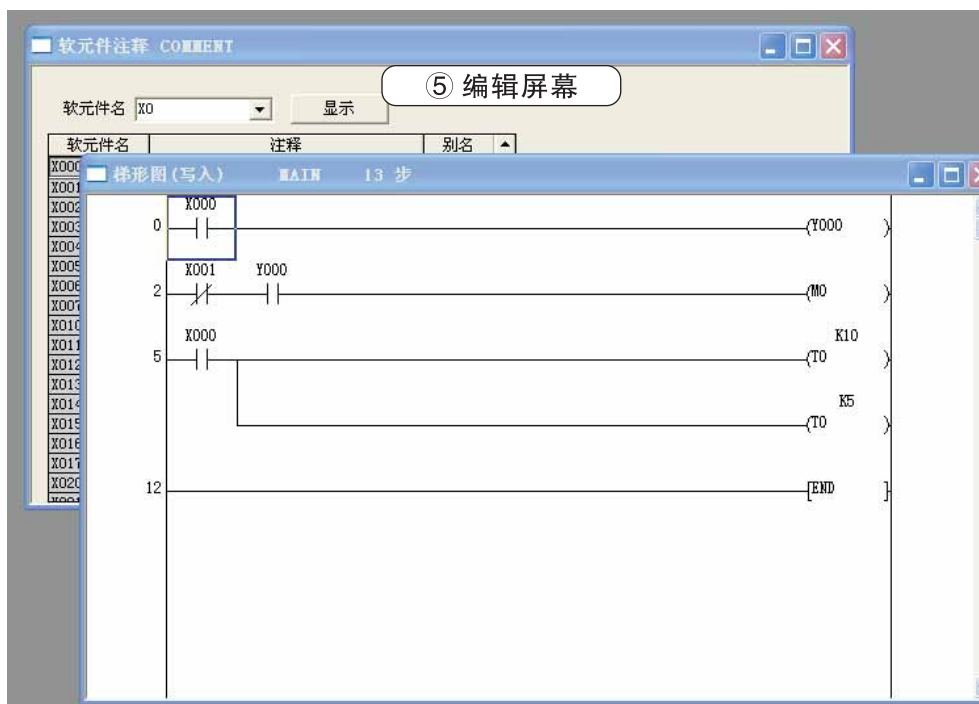 软元件注释 COMMENT
⑤ 编辑屏幕
软元件名 X0 显示
软元件名 注释 别名
梯形图(写入) MAIN 13 步
X000
X001
X002
X003
X004
X005
X006
X007
X010
X011
X012
X013
X014
X015
X016
X017
X020
X000
0 (Y000 )
X001 Y000
2 (M0 )
X000 K10
5 (T0 )
K5
(T0 )
12 [END ]